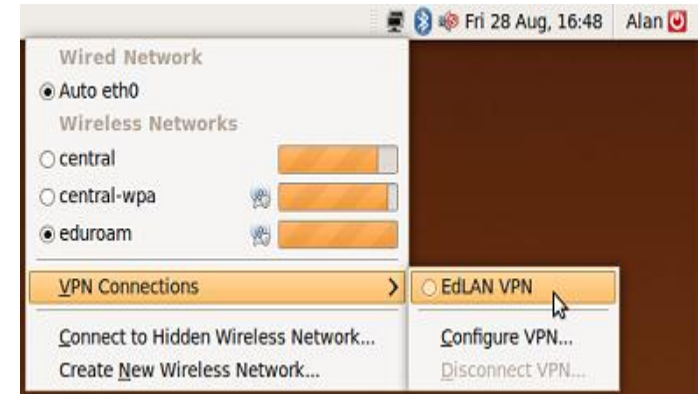 Fri 28 Aug, 16:48 Alan
Wired Network
Auto eth0
Wireless Networks
central
central-wpa
eduroam
VPN Connections
EdLAN VPN
Connect to Hidden Wireless Network...
Configure VPN...
Create New Wireless Network...
Disconnect VPN...